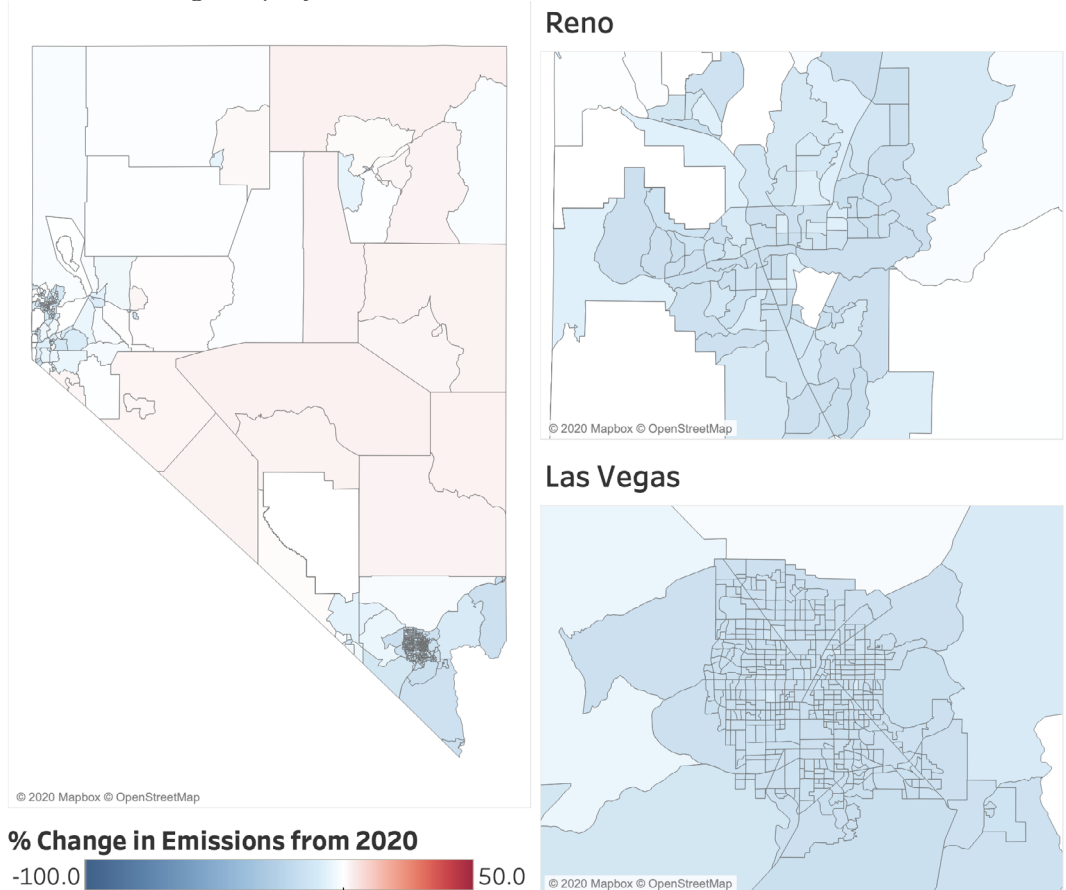 Reno
© 2020 Mapbox © OpenStreetMap
Las Vegas
© 2020 Mapbox © OpenStreetMap
© 2020 Mapbox © OpenStreetMap
% Change in Emissions from 2020
-100.0
50.0